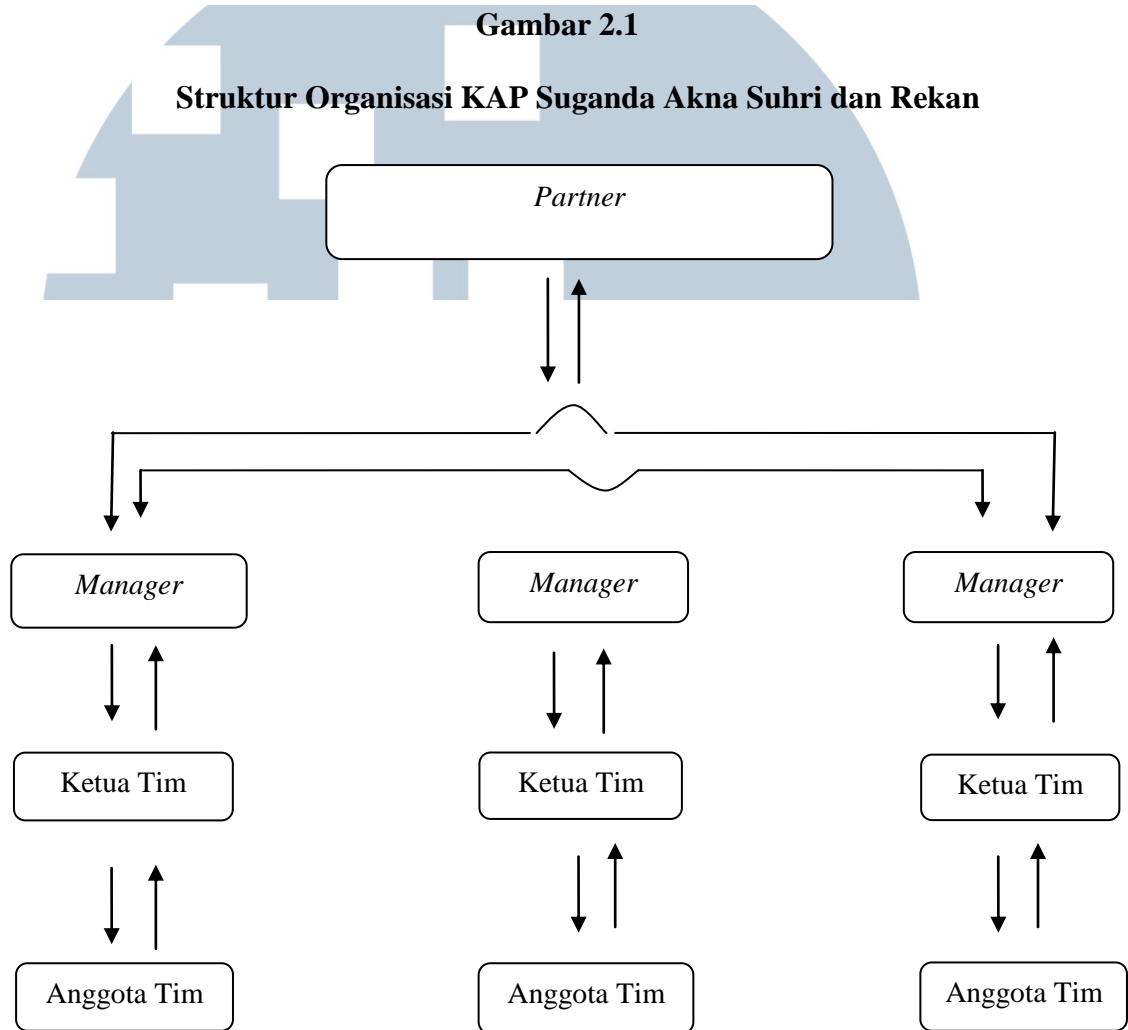 Gambar 2.1
Struktur Organisasi KAP Suganda Akna Suhri dan Rekan
Partner
Manager
Manager
Manager
Ketua Tim
Ketua Tim
Ketua Tim
Anggota Tim
Anggota Tim
Anggota Tim